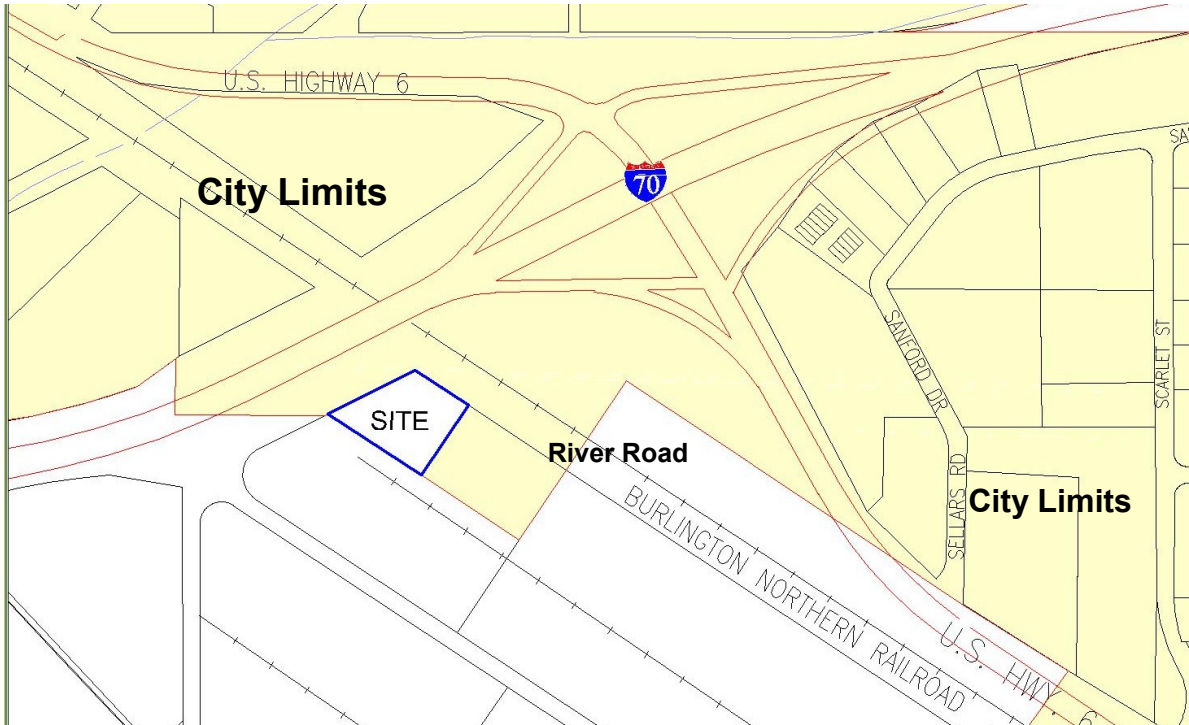 U.S. HIGHWAY 6
City Limits
70
SANFORD DR
SCARLET ST
SITE
River Road
SELLARS RD
City Limits
BURLINGTON NORTHERN RAILROAD
U.S. HWY. 6